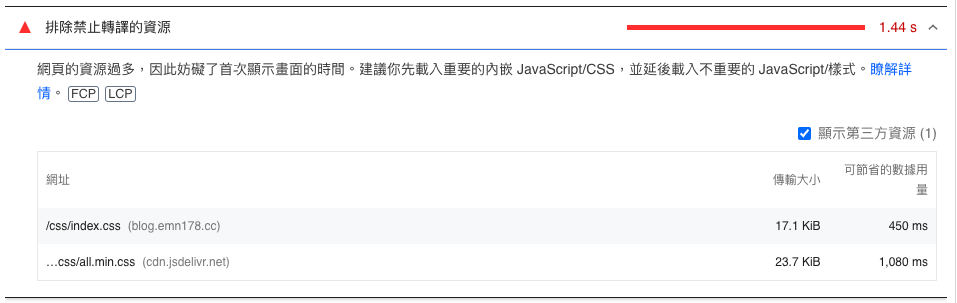 排除禁止轉譯的資源 1.44 s
網頁的資源過多，因此妨礙了首次顯示畫面的時間。建議你先載入重要的內嵌 JavaScript/CSS，並延後載入不重要的 JavaScript/樣式。瞭解詳
情。 FCP LCP
顯示第三方資源 (1)
網址 傳輸大小 可節省的數據用
量
/css/index.css (blog.emn178.cc) 17.1 KiB 450 ms
…css/all.min.css (cdn.jsdelivr.net) 23.7 KiB 1,080 ms